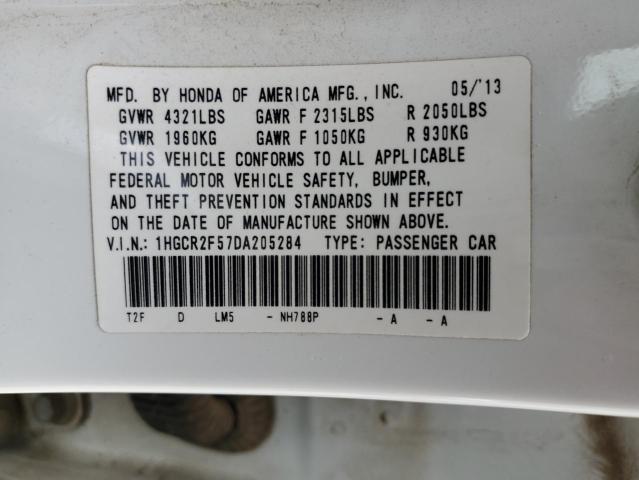 MFD. BY HONDA OF AMERICA MFG., INC. 05/'13
GVWR 4321LBS GAWR F 2315LBS R 2050LBS
GVWR 1960KG GAWR F 1050KG R 930KG
THIS VEHICLE CONFORMS TO ALL APPLICABLE
FEDERAL MOTOR VEHICLE SAFETY, BUMPER,
AND THEFT PREVENTION STANDARDS IN EFFECT
ON THE DATE OF MANUFACTURE SHOWN ABOVE.
V.I.N.: 1HGCR2F57DA205284 TYPE: PASSENGER CAR
T2F D LM5 - NH788P - A - A